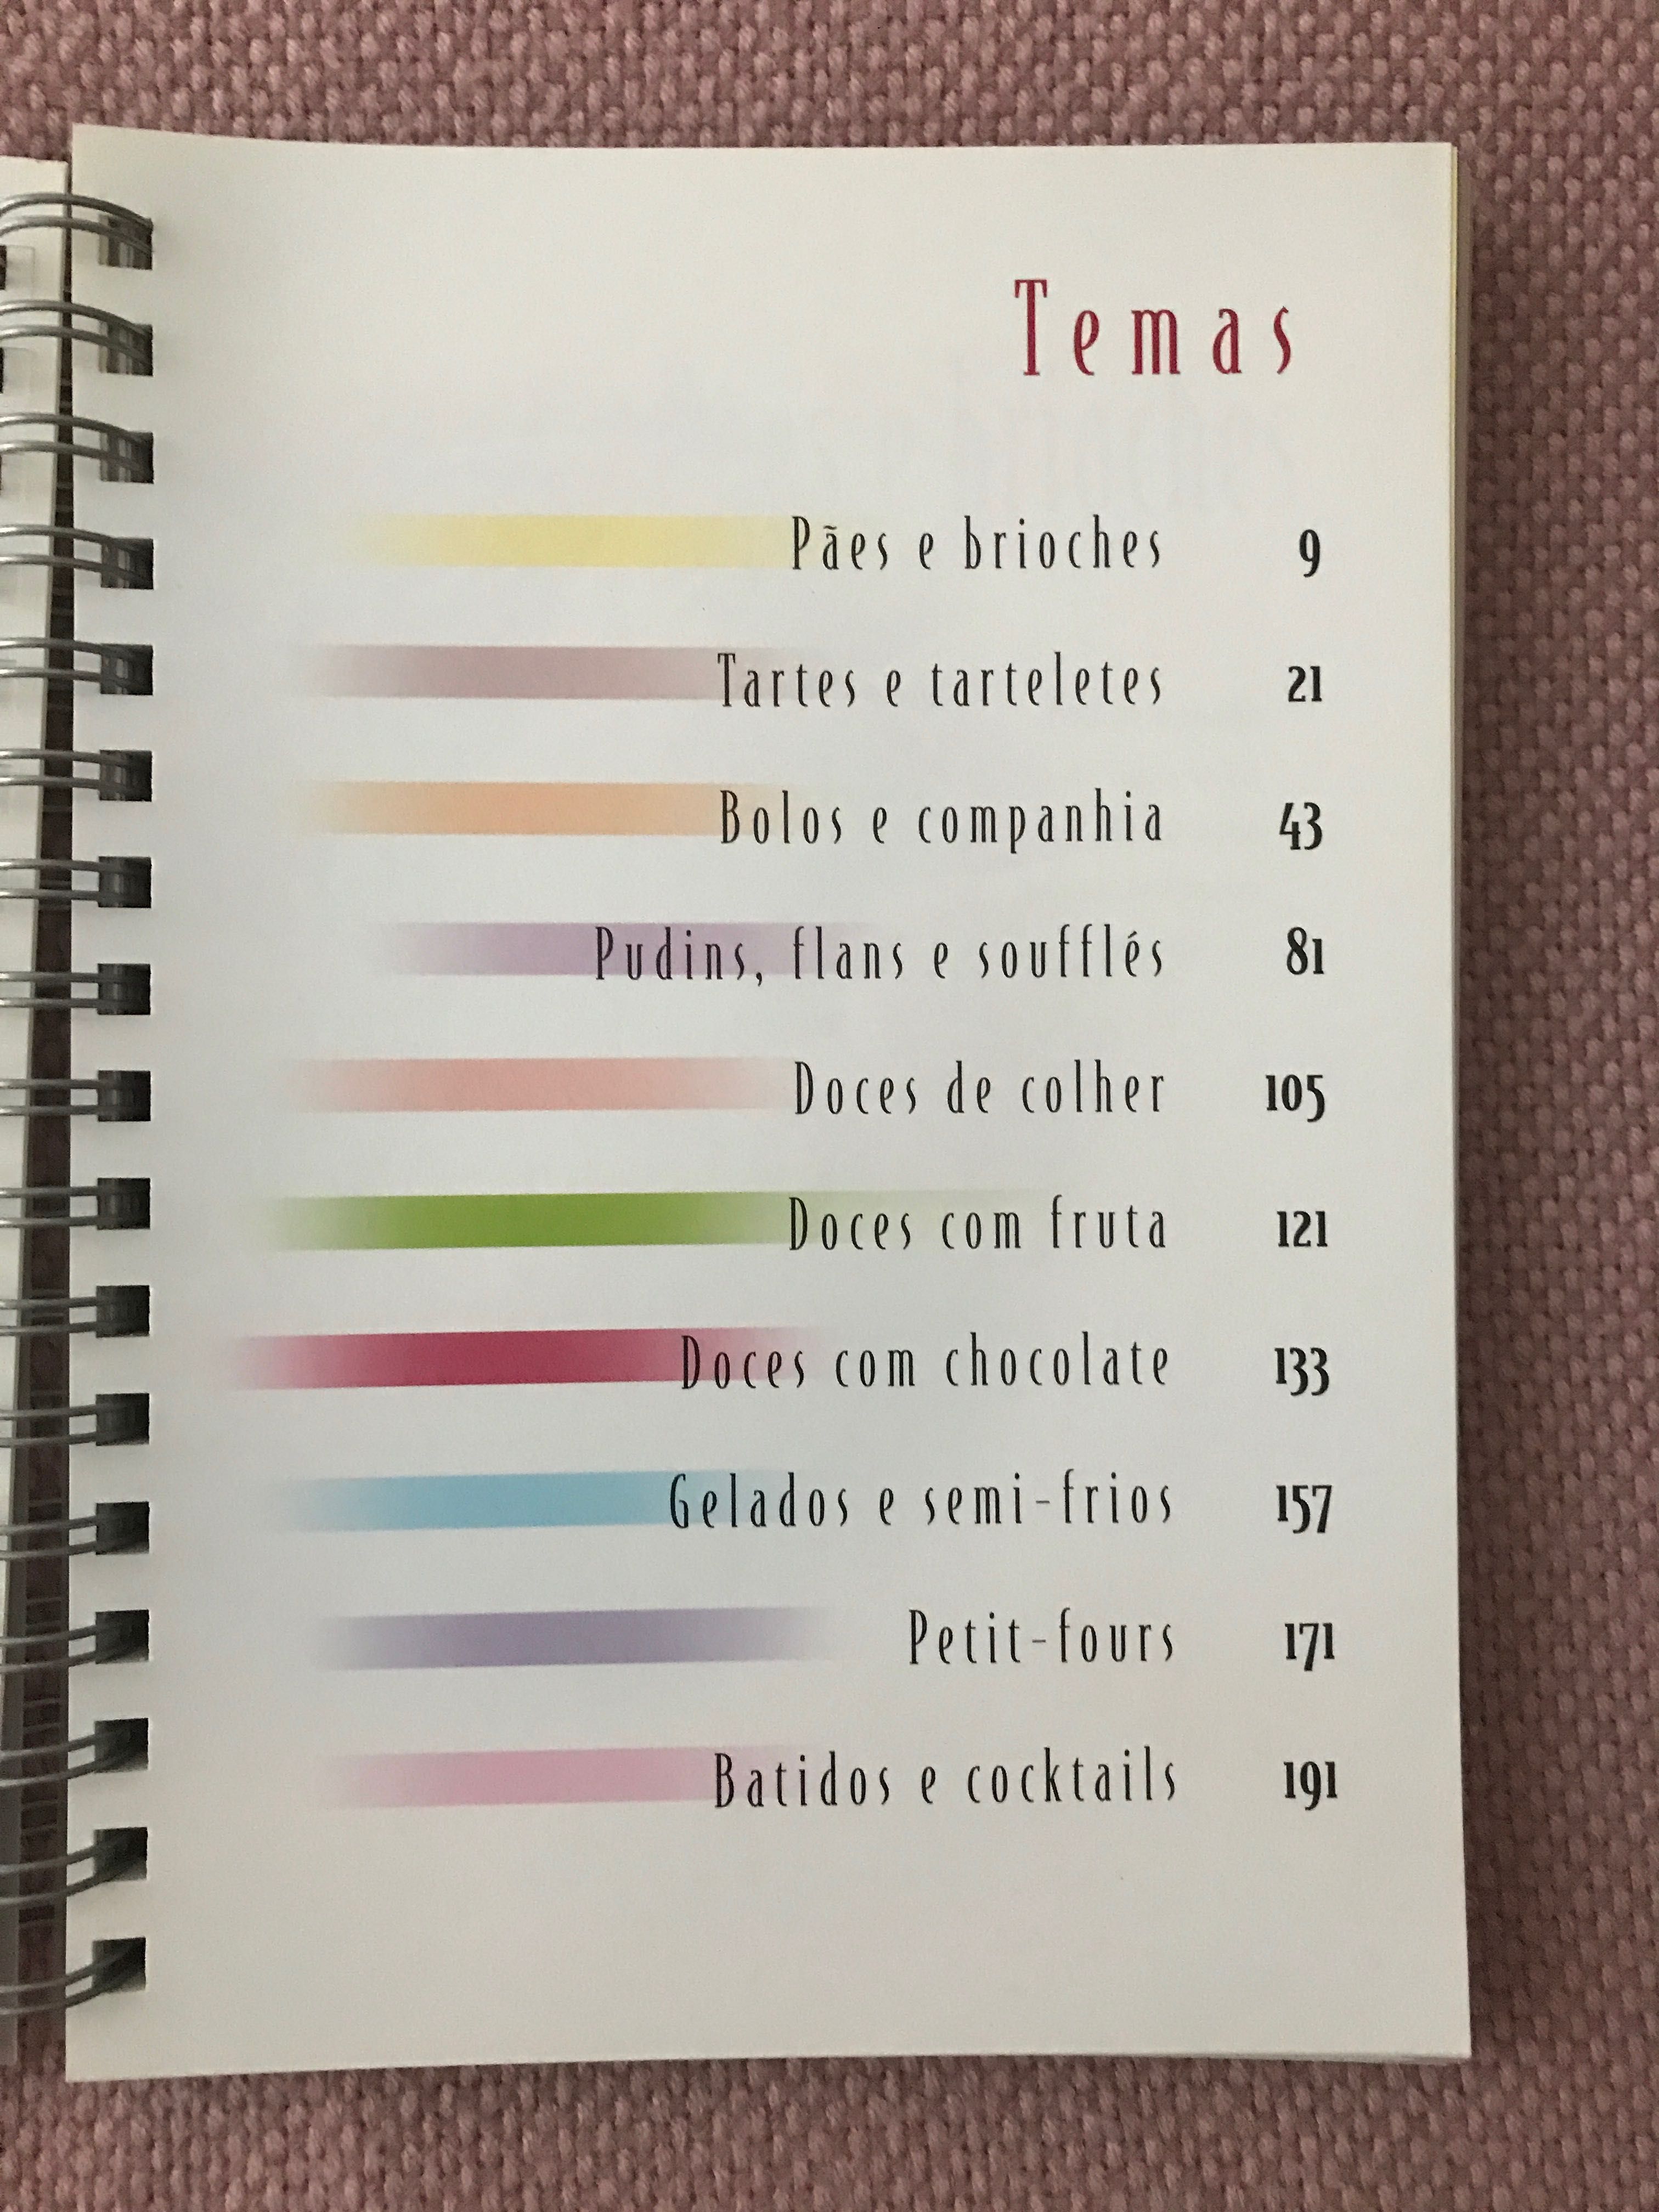 Temas
Pães e brioches 9
Tartes e tarteletes 21
Bolos e companhia 43
Pudins, flans e soufflés 81
Doces de colher 105
Doces com fruta 121
Doces com chocolate 133
Gelados e semi-frios 157
Petit-fours 171
Batidos e cocktails 191